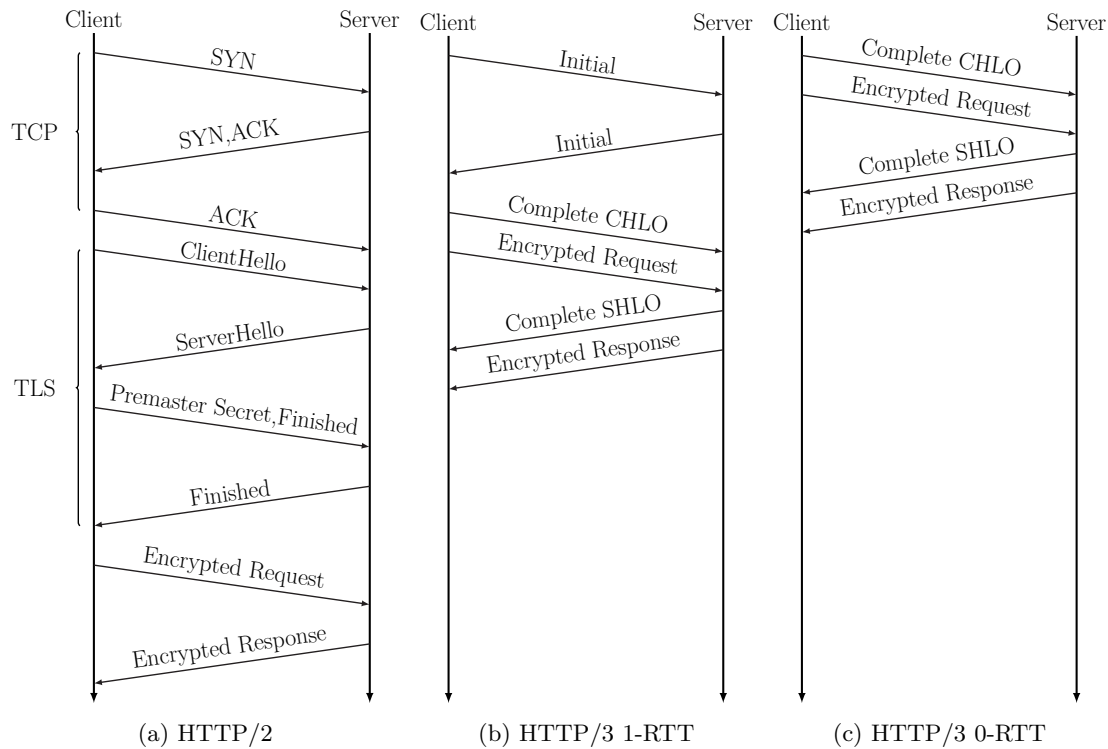 Client
Server
TCP
SYN
SYN,ACK
ACK
TLS
ClientHello
ServerHello
Premaster Secret,Finished
Finished
Encrypted Request
Encrypted Response
(a) HTTP/2
Client
Server
Initial
Initial
Complete CHLO
Encrypted Request
Complete SHLO
Encrypted Response
(b) HTTP/3 1-RTT
Client
Server
Complete CHLO
Encrypted Request
Complete SHLO
Encrypted Response
(c) HTTP/3 0-RTT